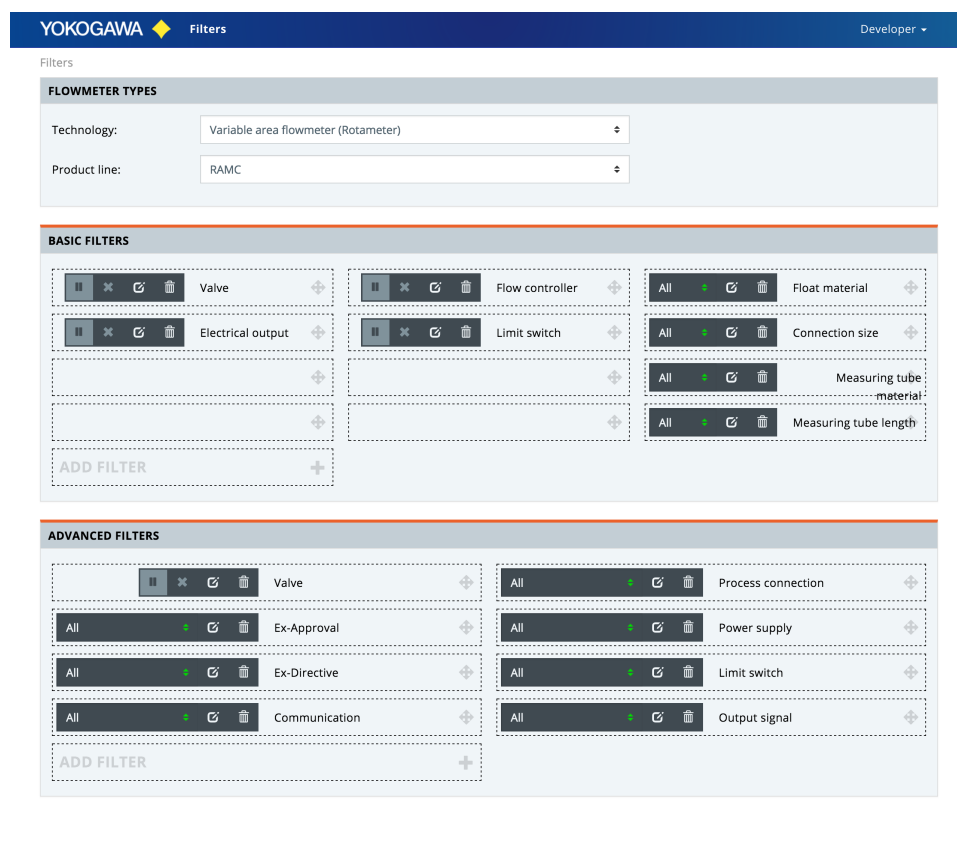 YOKOGAWA Filters Developer
Filters
FLOWMETER TYPES
Technology: Variable area flowmeter (Rotameter)
Product line: RAMC
BASIC FILTERS
Valve Flow controller All Float material
Electrical output Limit switch All Connection size
All Measuring tube
material
All Measuring tube length
ADD FILTER
ADVANCED FILTERS
Valve All Process connection
All Ex-Approval All Power supply
All Ex-Directive All Limit switch
All Communication All Output signal
ADD FILTER